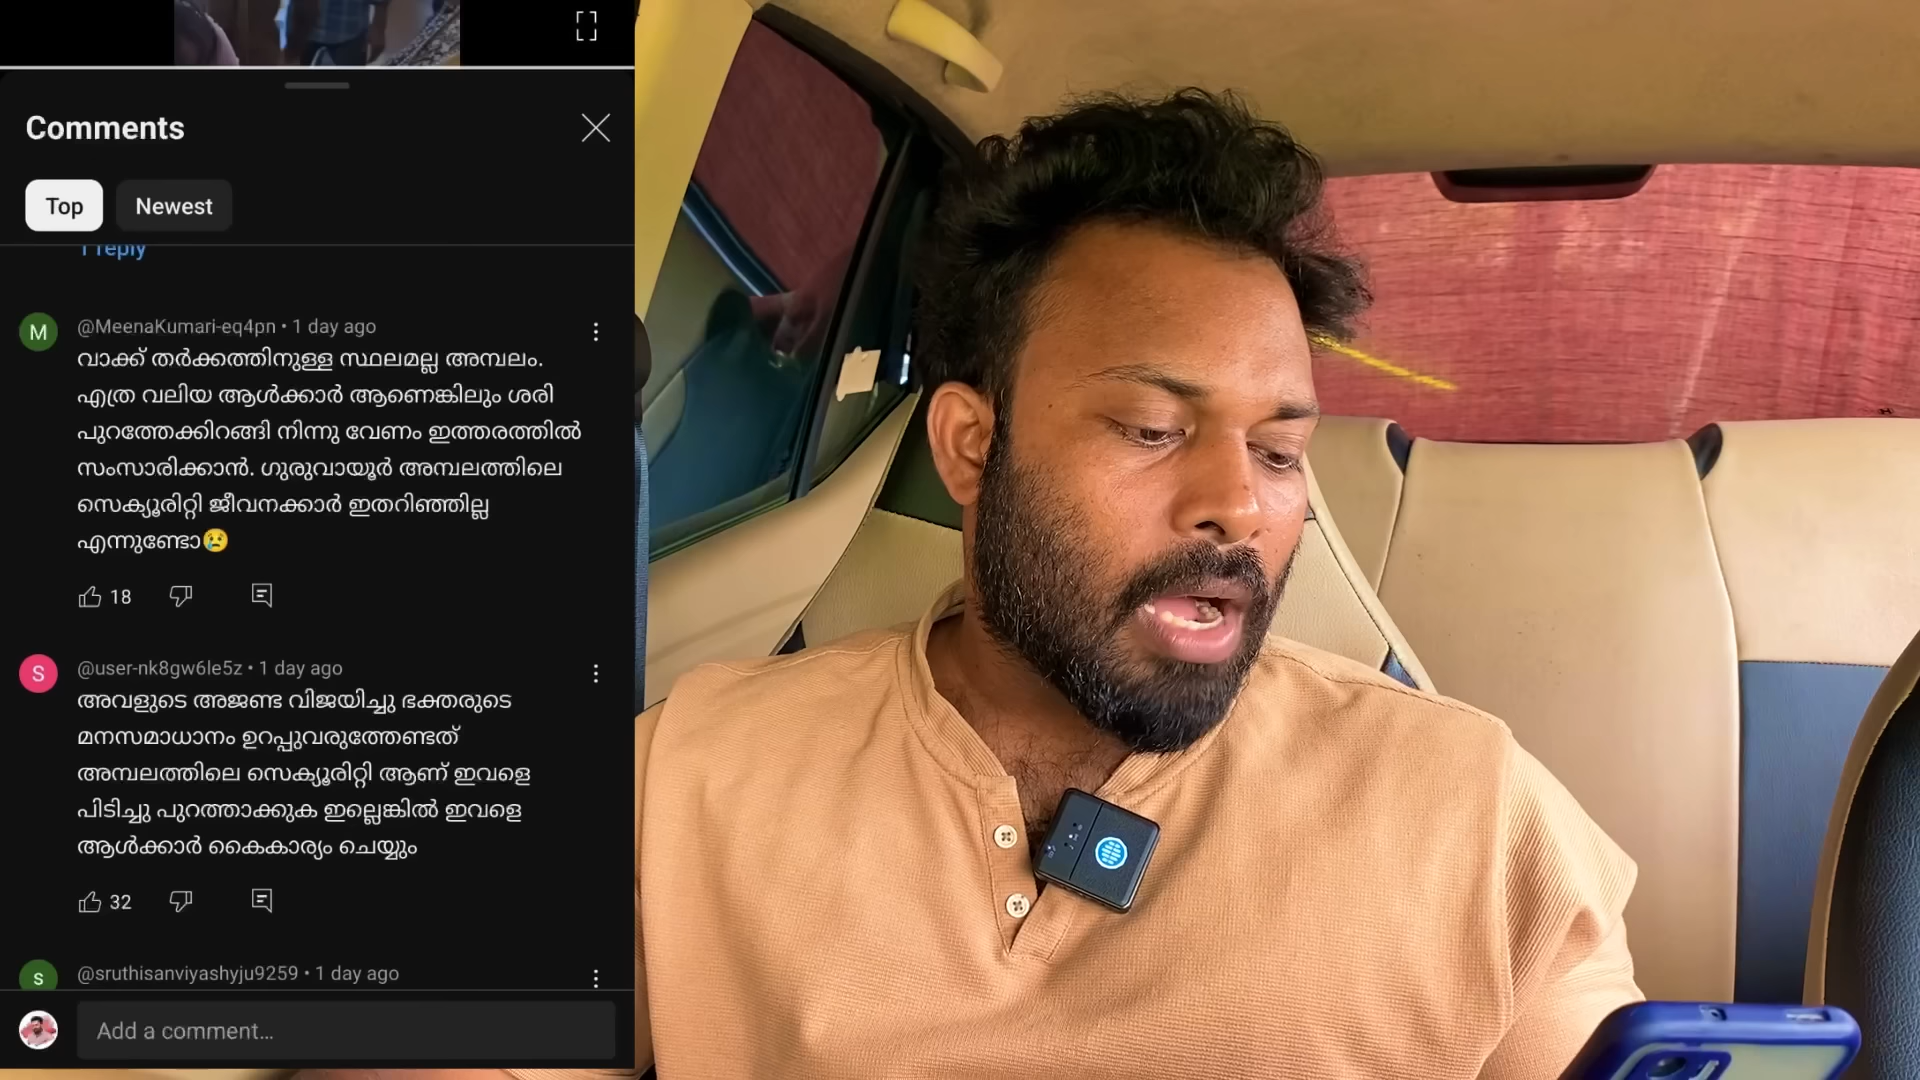 Comments
Top
Newest
1 reply
M
@MeenaKumari-eq4pn • 1 day ago
വാക്ക് തർക്കത്തിനുള്ള സ്ഥലമല്ല അമ്പലം.
എത്ര വലിയ ആൾക്കാർ ആണെങ്കിലും ശരി
പുറത്തേക്കിറങ്ങി നിന്നു വേണം ഇത്തരത്തിൽ
സംസാരിക്കാൻ. ഗുരുവായൂർ അമ്പലത്തിലെ
സെക്യൂരിറ്റി ജീവനക്കാർ ഇതറിഞ്ഞില്ല
എന്നുണ്ടോ😢
18
S
@user-nk8gw6le5z • 1 day ago
അവളുടെ അജണ്ട വിജയിച്ചു ഭക്തരുടെ
മനസമാധാനം ഉറപ്പുവരുത്തേണ്ടത്
അമ്പലത്തിലെ സെക്യൂരിറ്റി ആണ് ഇവളെ
പിടിച്ചു പുറത്താക്കുക ഇല്ലെങ്കിൽ ഇവളെ
ആൾക്കാർ കൈകാര്യം ചെയ്യും
32
s
@sruthisanviyashyju9259 • 1 day ago
Add a comment...